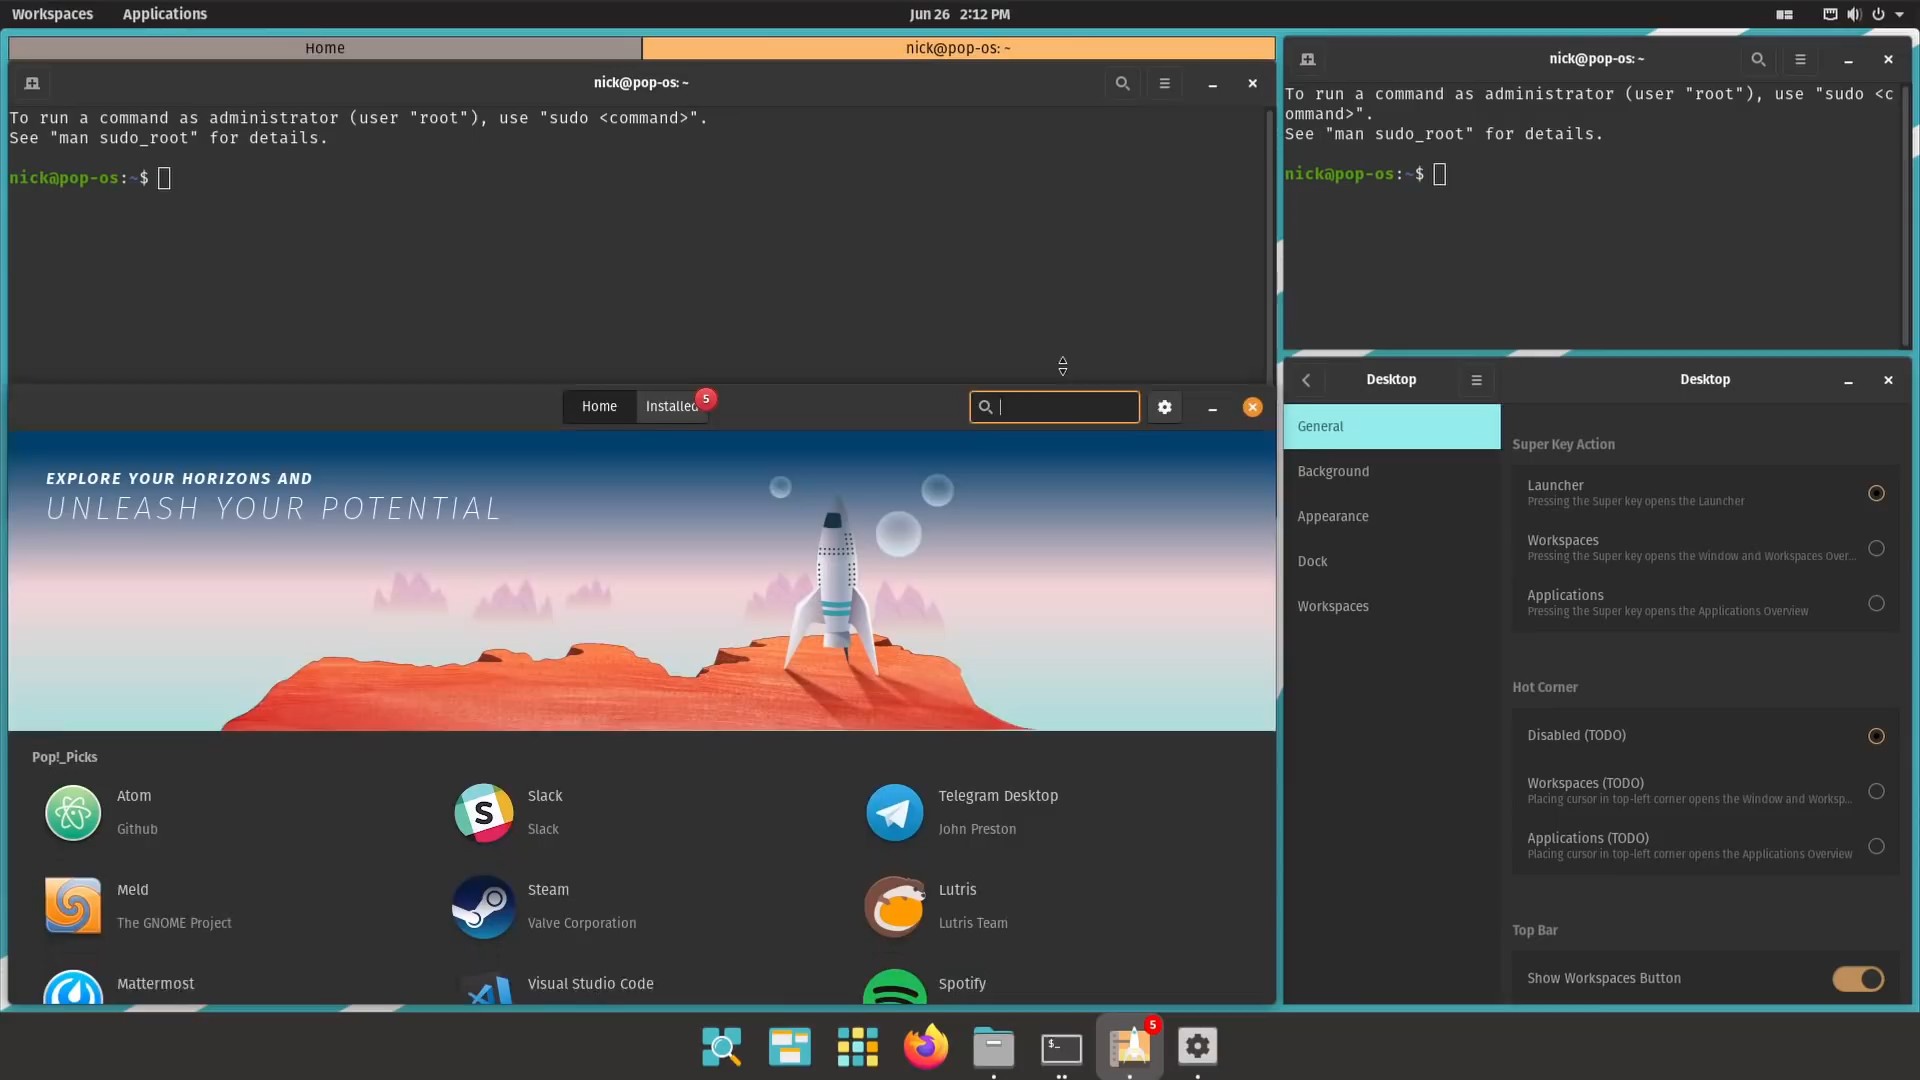 Workspaces
Applications
Jun 26 2:12 PM
Home
nick@pop-os: ~
nick@pop-os: ~
To run a command as administrator (user "root"), use "sudo <command>".
See "man sudo_root" for details.
nick@pop-os:~$
nick@pop-os: ~
To run a command as administrator (user "root"), use "sudo <c
ommand>".
See "man sudo_root" for details.
nick@pop-os:~$
Home
Installed
5
EXPLORE YOUR HORIZONS AND
UNLEASH YOUR POTENTIAL
Pop!_Picks
Atom
Github
Slack
Slack
Telegram Desktop
John Preston
Meld
The GNOME Project
Steam
Valve Corporation
Lutris
Lutris Team
Mattermost
Visual Studio Code
Spotify
Desktop
Desktop
General
Background
Appearance
Dock
Workspaces
Super Key Action
Launcher
Pressing the Super key opens the Launcher
Workspaces
Pressing the Super key opens the Window and Workspaces Over...
Applications
Pressing the Super key opens the Applications Overview
Hot Corner
Disabled (TODO)
Workspaces (TODO)
Placing cursor in top-left corner opens the Window and Worksp...
Applications (TODO)
Placing cursor in top-left corner opens the Applications Overview
Top Bar
Show Workspaces Button
$_
5